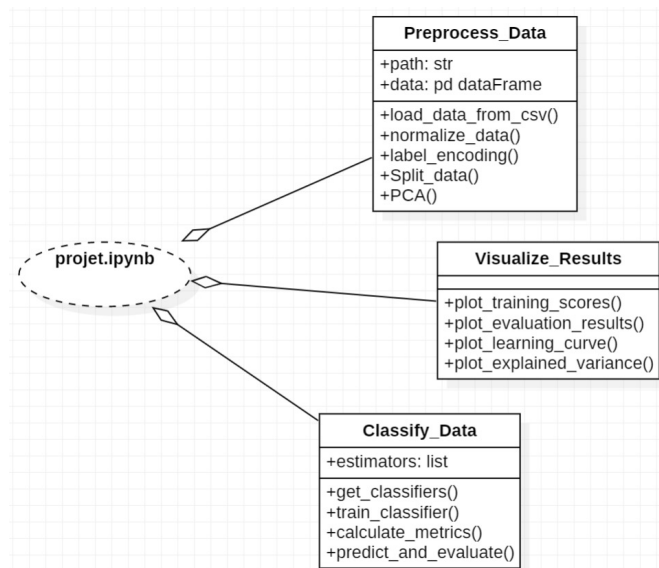 Preprocess_Data
+path: str
+data: pd dataFrame
+load_data_from_csv()
+normalize_data()
+label_encoding()
+Split_data()
+PCA()
projet.ipynb
Visualize_Results
+plot_training_scores()
+plot_evaluation_results()
+plot_learning_curve()
+plot_explained_variance()
Classify_Data
+estimators: list
+get_classifiers()
+train_classifier()
+calculate_metrics()
+predict_and_evaluate()